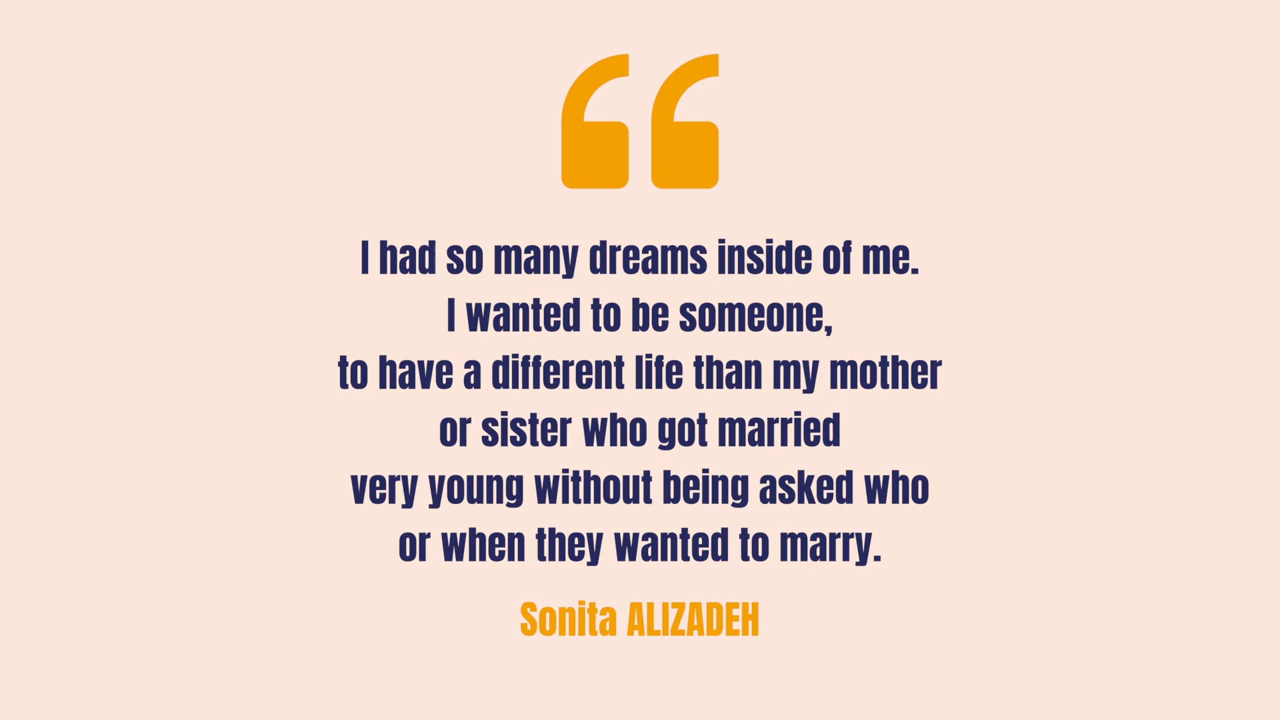 I had so many dreams inside of me.
I wanted to be someone,
to have a different life than my mother
or sister who got married
very young without being asked who
or when they wanted to marry.
Sonita ALIZADEH